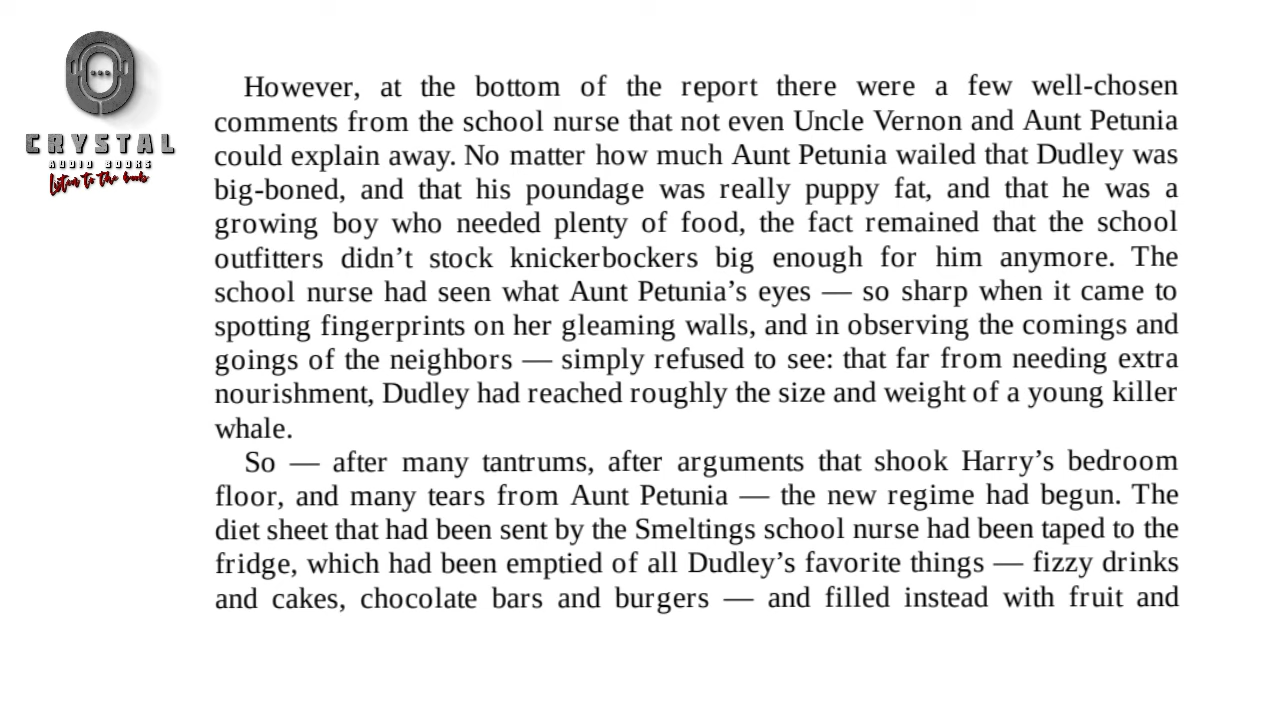 CRYSTAL
AUDIO BOOKS
Listen to the book
However, at the bottom of the report there were a few well-chosen
comments from the school nurse that not even Uncle Vernon and Aunt Petunia
could explain away. No matter how much Aunt Petunia wailed that Dudley was
big-boned, and that his poundage was really puppy fat, and that he was a
growing boy who needed plenty of food, the fact remained that the school
outfitters didn’t stock knickerbockers big enough for him anymore. The
school nurse had seen what Aunt Petunia’s eyes — so sharp when it came to
spotting fingerprints on her gleaming walls, and in observing the comings and
goings of the neighbors — simply refused to see: that far from needing extra
nourishment, Dudley had reached roughly the size and weight of a young killer
whale.
So — after many tantrums, after arguments that shook Harry’s bedroom
floor, and many tears from Aunt Petunia — the new regime had begun. The
diet sheet that had been sent by the Smeltings school nurse had been taped to the
fridge, which had been emptied of all Dudley’s favorite things — fizzy drinks
and cakes, chocolate bars and burgers — and filled instead with fruit and